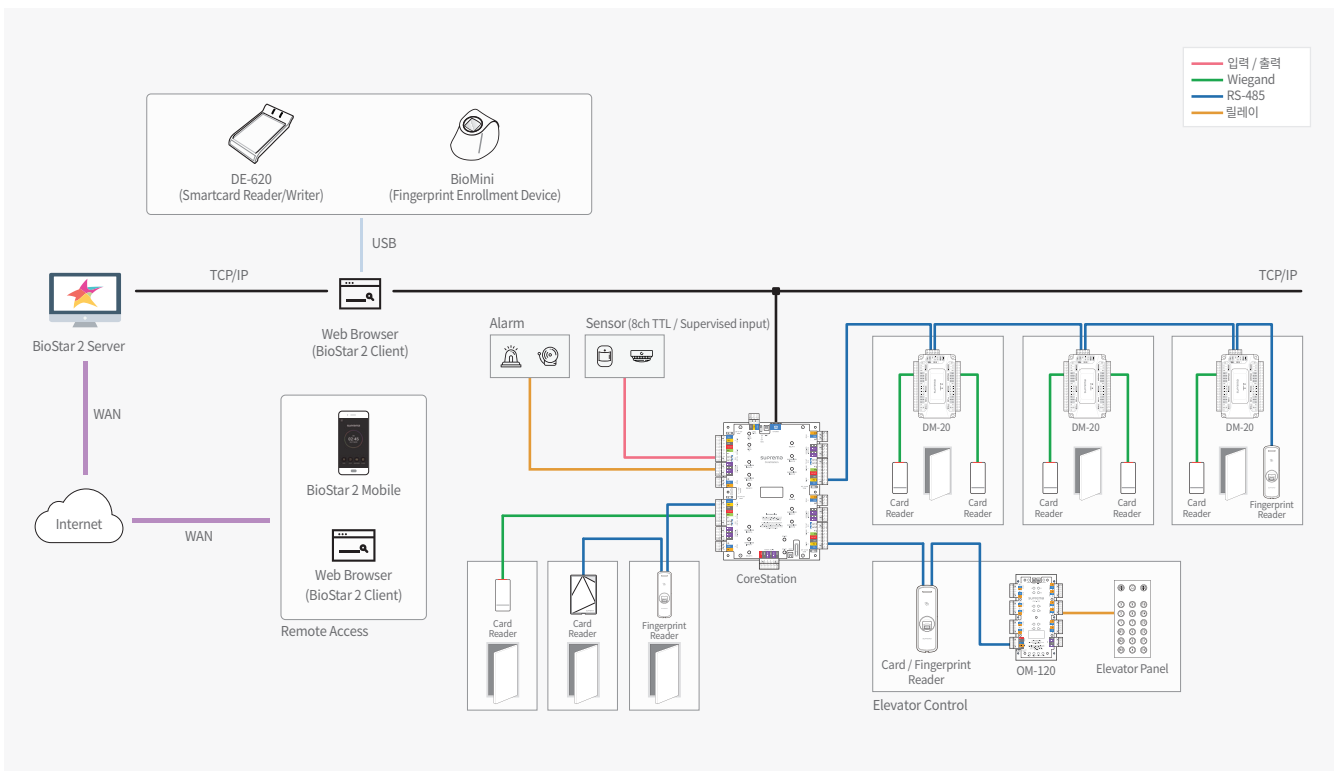 입력 / 출력
Wiegand
RS-485
릴레이
DE-620
(Smartcard Reader/Writer)
BioMini
(Fingerprint Enrollment Device)
USB
TCP/IP
TCP/IP
BioStar 2 Server
Web Browser
(BioStar 2 Client)
Alarm
Sensor (8ch TTL / Supervised input)
WAN
Internet
WAN
BioStar 2 Mobile
Web Browser
(BioStar 2 Client)
Remote Access
suprema
CoreStation
DM-20
Card
Reader
Card
Reader
DM-20
Card
Reader
Card
Reader
DM-20
Card
Reader
Fingerprint
Reader
Card
Reader
Card
Reader
Fingerprint
Reader
Card / Fingerprint
Reader
OM-120
Elevator Panel
Elevator Control